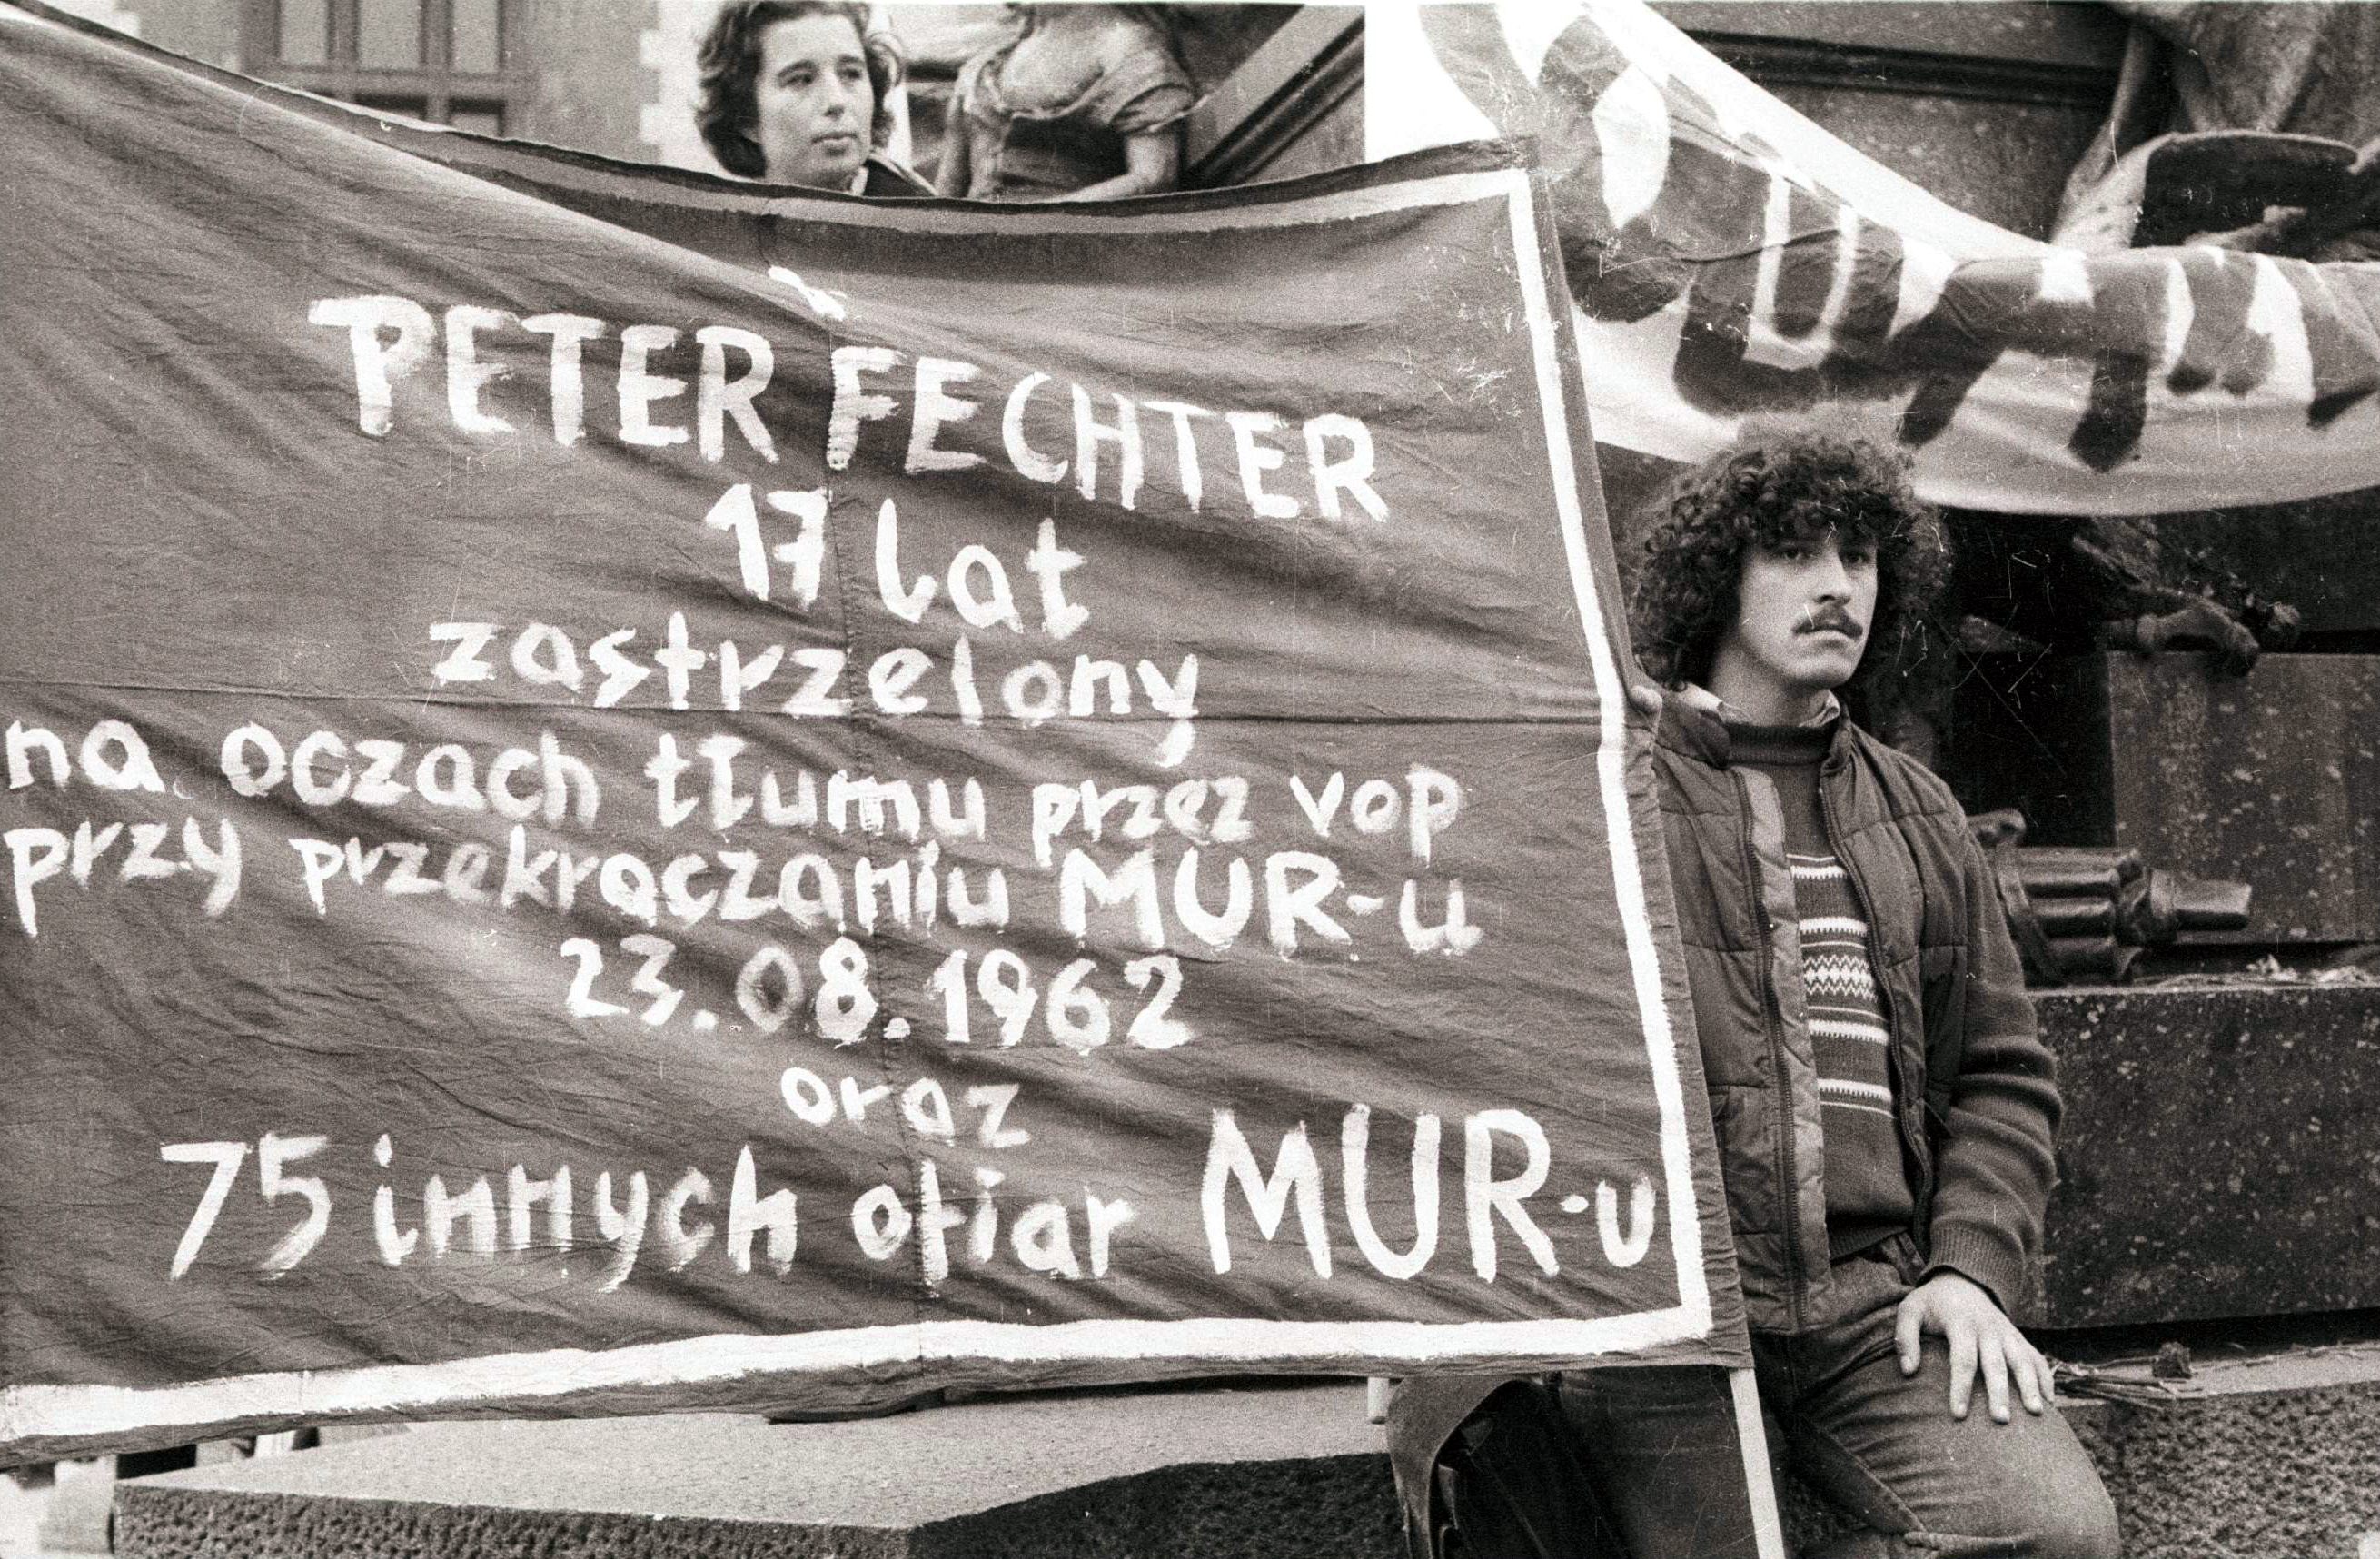 PETER FECHTER
17 lat
zastrzelony
na oczach tłumu przez vop
przy przekraczaniu MUR-u
23.08.1962
oraz
75 innych ofiar MUR-u